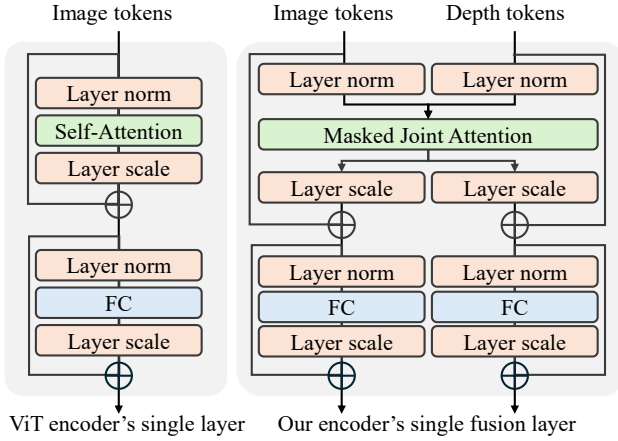 Image tokens
Layer norm
Self-Attention
Layer scale
Layer norm
FC
Layer scale
ViT encoder's single layer
Image tokens Depth tokens
Layer norm Layer norm
Masked Joint Attention
Layer scale Layer scale
Layer norm Layer norm
FC FC
Layer scale Layer scale
Our encoder's single fusion layer